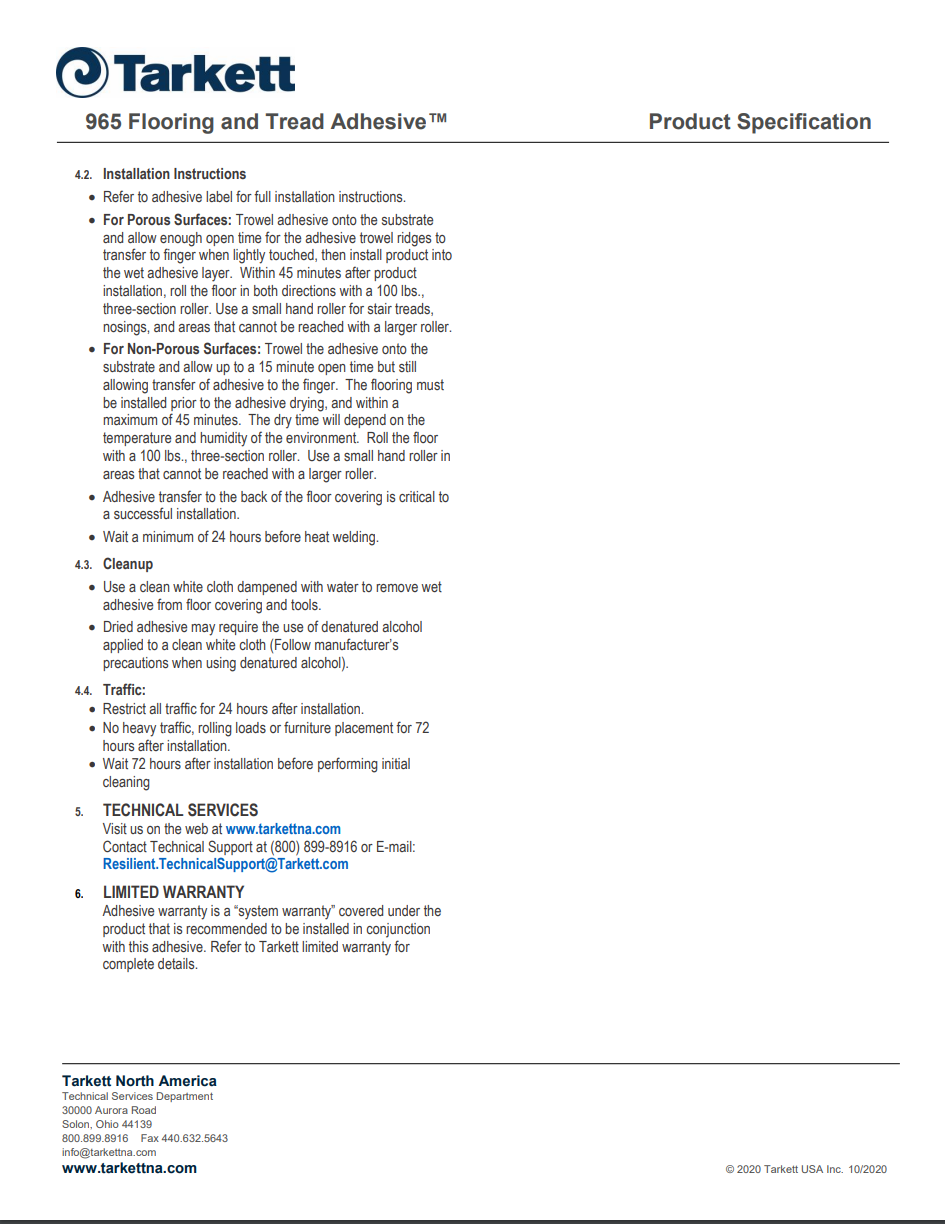 Tarkett
965 Flooring and Tread Adhesive™ Product Specification
4.2. Installation Instructions
• Refer to adhesive label for full installation instructions.
• For Porous Surfaces: Trowel adhesive onto the substrate
and allow enough open time for the adhesive trowel ridges to
transfer to finger when lightly touched, then install product into
the wet adhesive layer.  Within 45 minutes after product
installation, roll the floor in both directions with a 100 lbs.,
three-section roller. Use a small hand roller for stair treads,
nosings, and areas that cannot be reached with a larger roller.
• For Non-Porous Surfaces: Trowel the adhesive onto the
substrate and allow up to a 15 minute open time but still
allowing transfer of adhesive to the finger.  The flooring must
be installed prior to the adhesive drying, and within a
maximum of 45 minutes.  The dry time will depend on the
temperature and humidity of the environment.  Roll the floor
with a 100 lbs., three-section roller.  Use a small hand roller in
areas that cannot be reached with a larger roller.
• Adhesive transfer to the back of the floor covering is critical to
a successful installation.
• Wait a minimum of 24 hours before heat welding.
4.3. Cleanup
• Use a clean white cloth dampened with water to remove wet
adhesive from floor covering and tools.
• Dried adhesive may require the use of denatured alcohol
applied to a clean white cloth (Follow manufacturer’s
precautions when using denatured alcohol).
4.4. Traffic:
• Restrict all traffic for 24 hours after installation.
• No heavy traffic, rolling loads or furniture placement for 72
hours after installation.
• Wait 72 hours after installation before performing initial
cleaning
5. TECHNICAL SERVICES
Visit us on the web at www.tarkettna.com
Contact Technical Support at (800) 899-8916 or E-mail:
Resilient.TechnicalSupport@Tarkett.com
6. LIMITED WARRANTY
Adhesive warranty is a “system warranty” covered under the
product that is recommended to be installed in conjunction
with this adhesive. Refer to Tarkett limited warranty for
complete details.
Tarkett North America
Technical Services Department
30000 Aurora Road
Solon, Ohio 44139
800.899.8916 Fax 440.632.5643
info@tarkettna.com
www.tarkettna.com
© 2020 Tarkett USA Inc. 10/2020